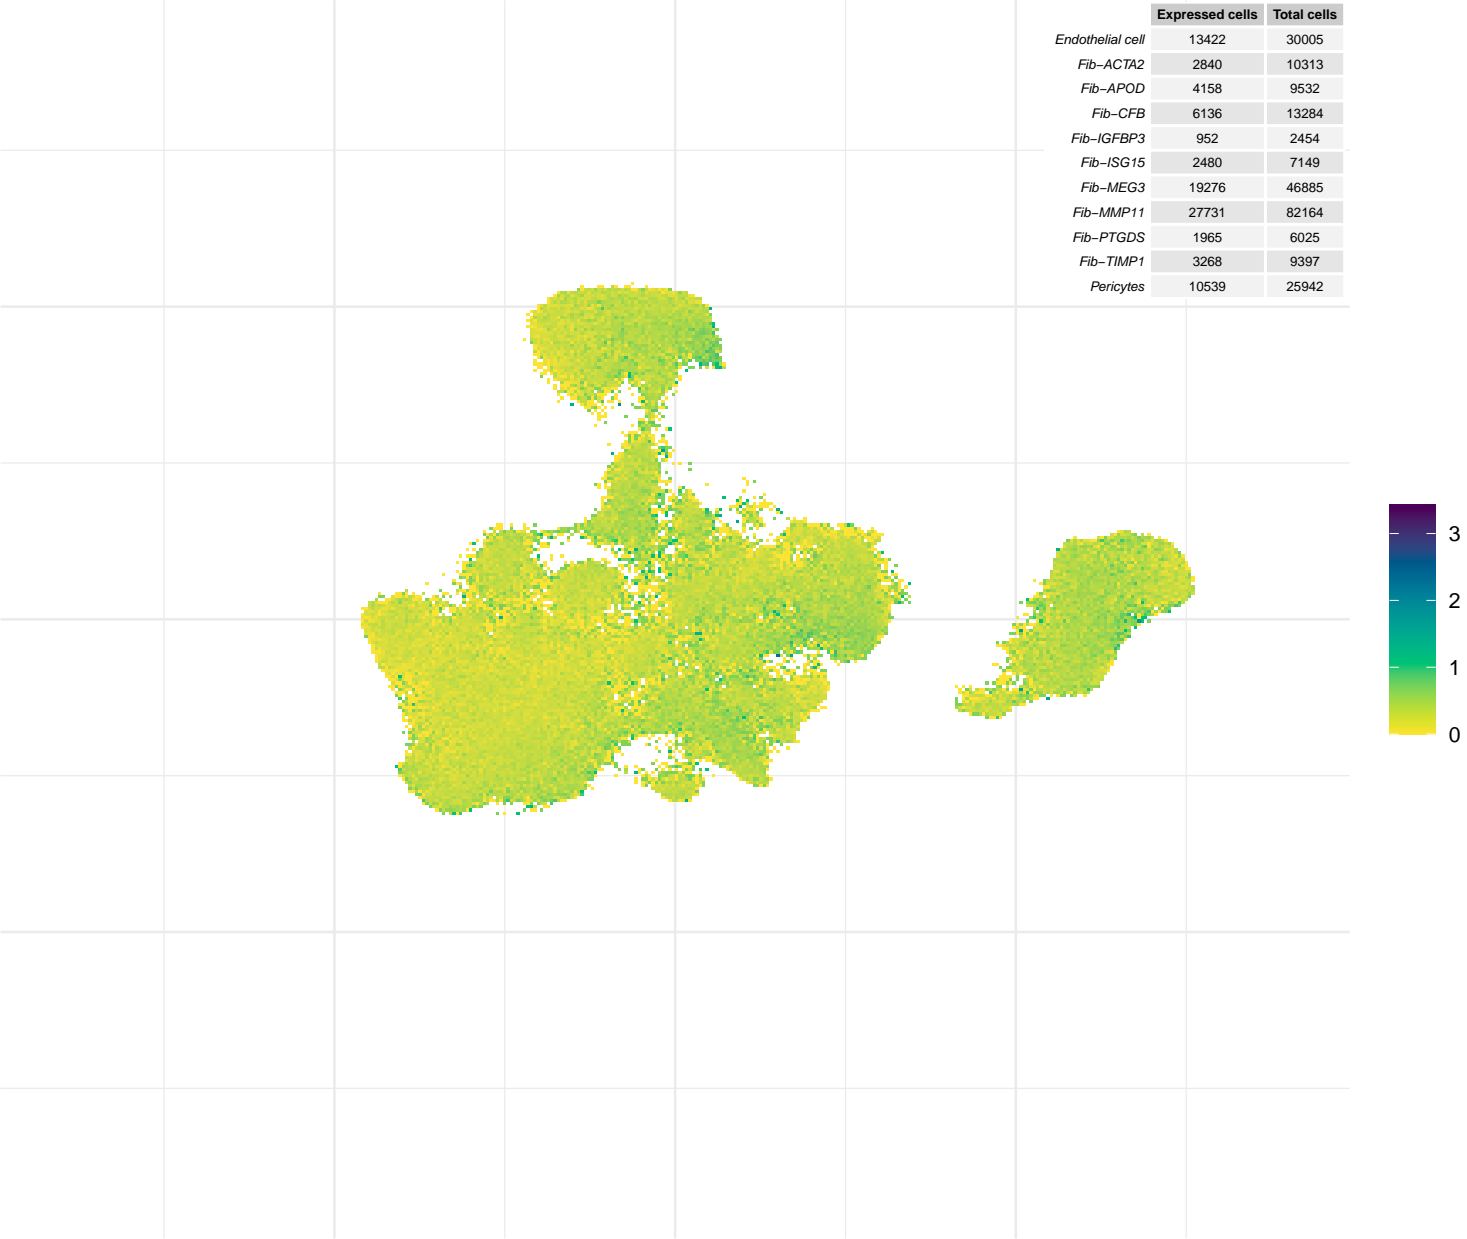 Expressed cells Total cells
Endothelial cell 13422 30005
Fib−ACTA2 2840 10313
Fib−APOD 4158 9532
Fib−CFB 6136 13284
Fib−IGFBP3 952 2454
Fib−ISG15 2480 7149
Fib−MEG3 19276 46885
Fib−MMP11 27731 82164
Fib−PTGDS 1965 6025
Fib−TIMP1 3268 9397
Pericytes 10539 25942
3
2
1
0